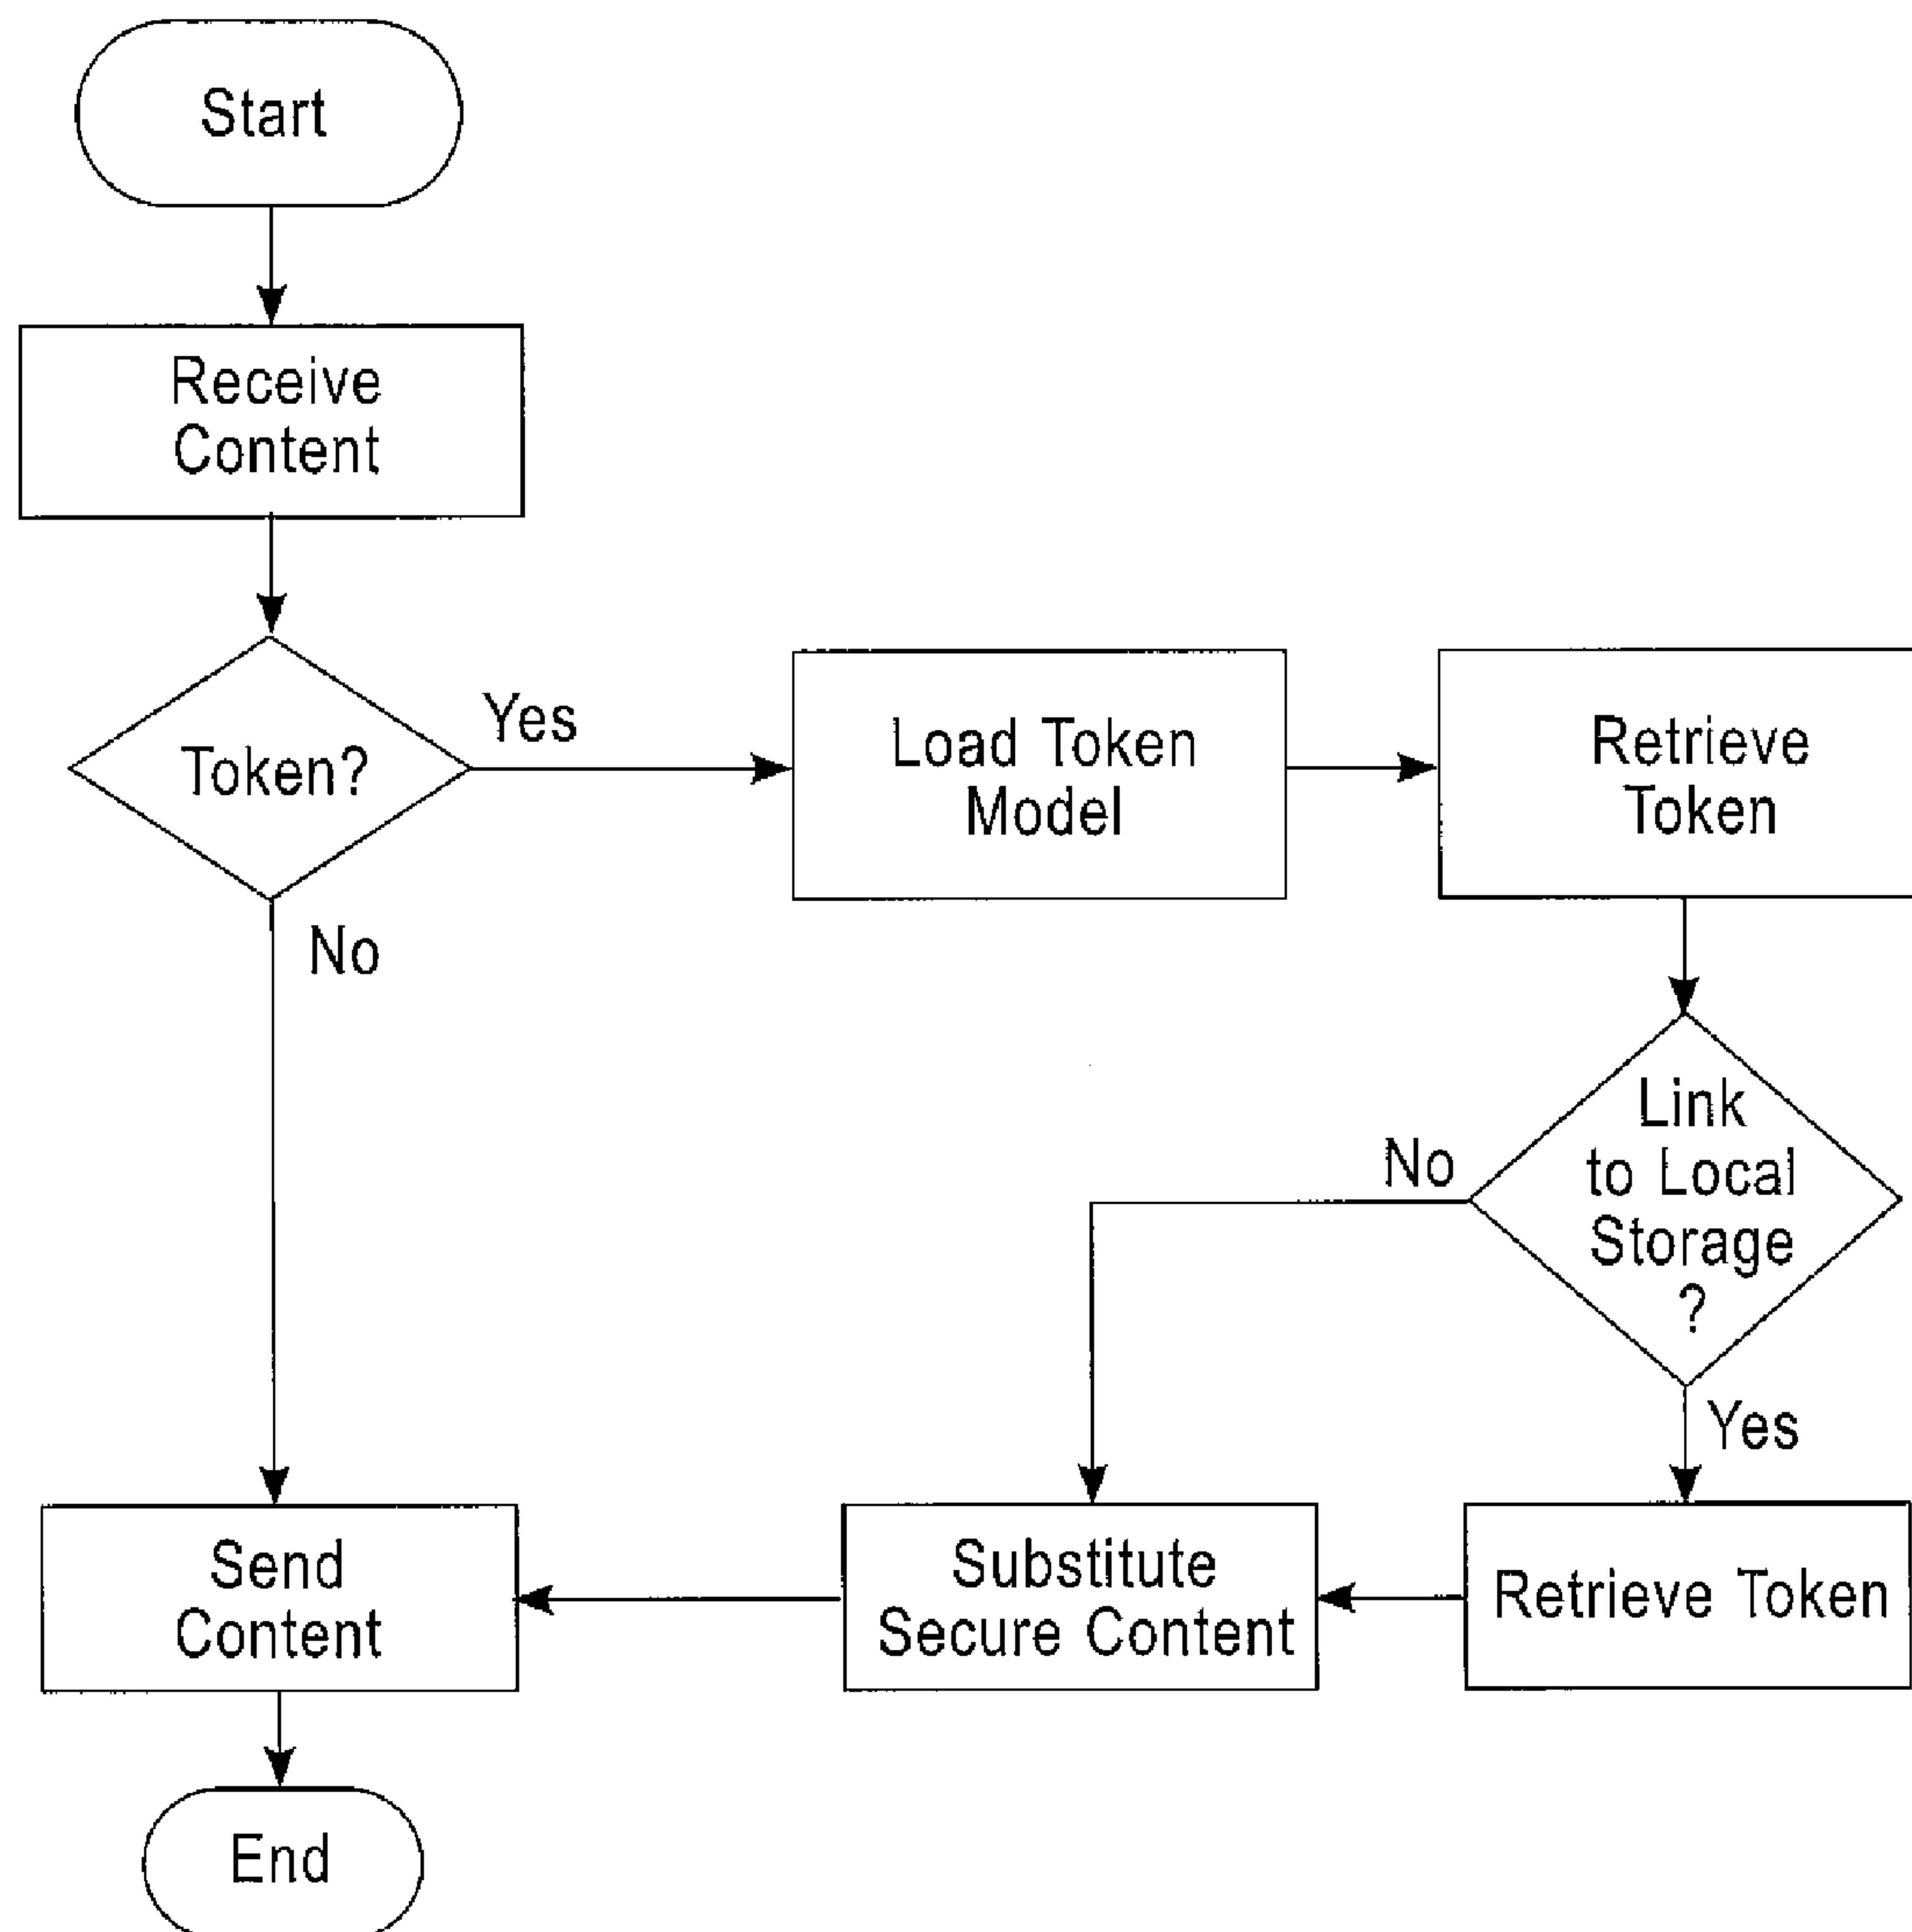 Start
Receive
Content
Token?
Yes
No
Load Token
Model
Retrieve
Token
Link
to Local
Storage
?
No
Yes
Retrieve Token
Substitute
Secure Content
Send
Content
End